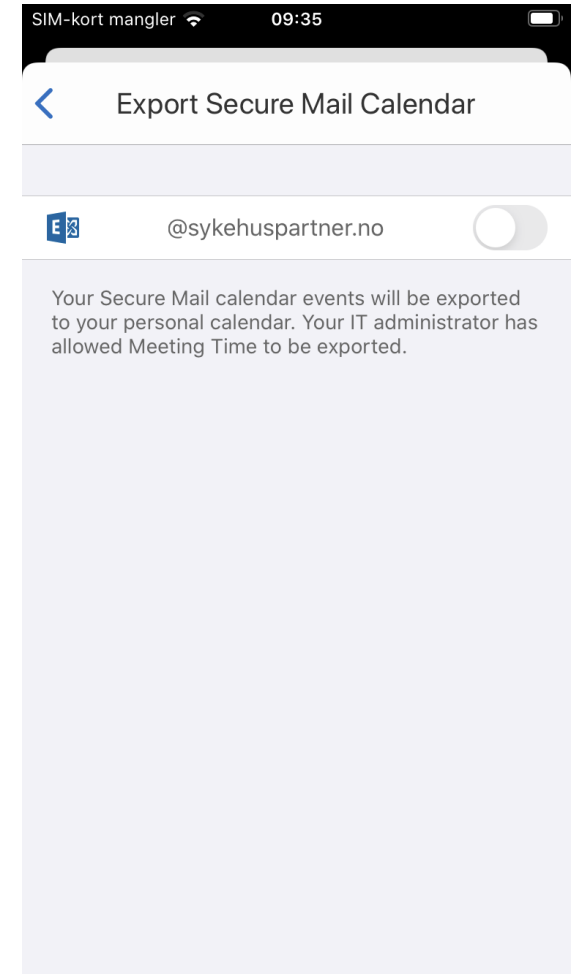 SIM-kort mangler 09:35
Export Secure Mail Calendar
E @sykehuspartner.no
Your Secure Mail calendar events will be exported
to your personal calendar. Your IT administrator has
allowed Meeting Time to be exported.